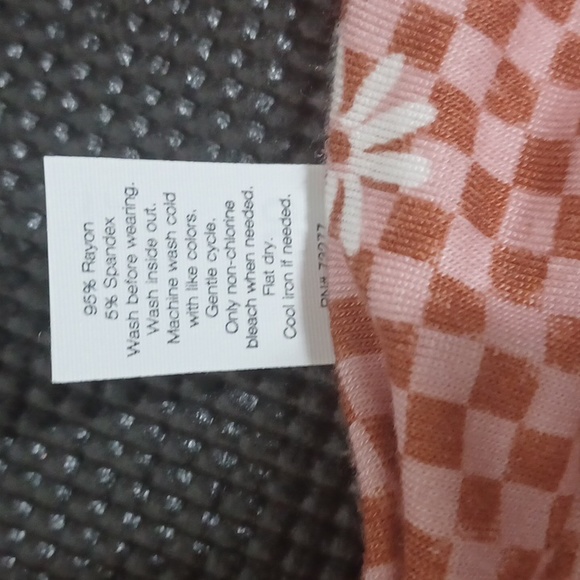 95% Rayon
5% Spandex
Wash before wearing.
Wash inside out.
Machine wash cold
with like colors.
Gentle cycle.
Only non-chlorine
bleach when needed.
Flat dry.
Cool iron if needed.